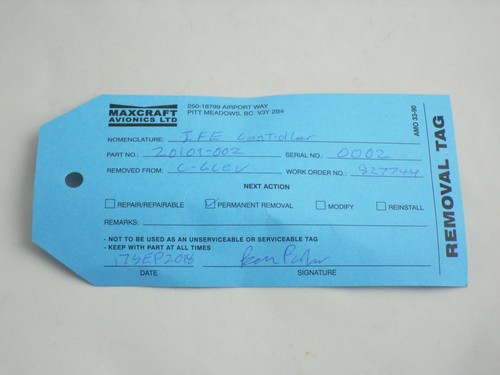 MAXCRAFT
AVIONICS LTD
250-18799 AIRPORT WAY
PITT MEADOWS, BC V3Y 2B4
AMO 33-90
REMOVAL TAG
NOMENCLATURE: IFE Controller
PART NO.: 20109-002 SERIAL NO.: 0002
REMOVED FROM: C-GLCV WORK ORDER NO.: 927744
NEXT ACTION
REPAIR/REPAIRABLE PERMANENT REMOVAL MODIFY REINSTALL
REMARKS:
- NOT TO BE USED AS AN UNSERVICEABLE OR SERVICEABLE TAG
- KEEP WITH PART AT ALL TIMES
17SEP2018
DATE SIGNATURE